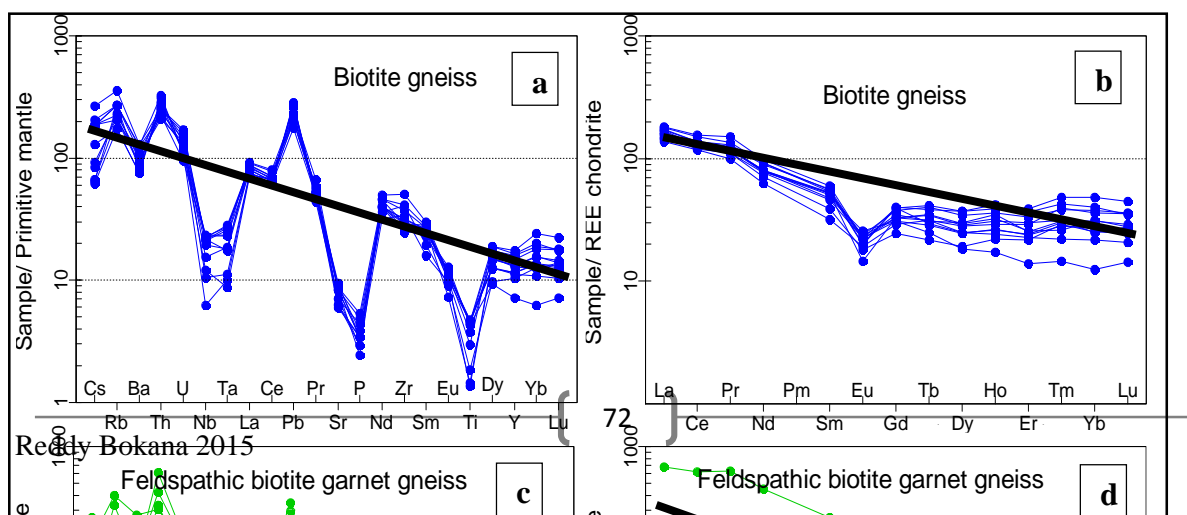 1000
100
10
1
Sample/ Primitive mantle
Biotite gneiss
a
Cs Ba U Ta Ce Pr P Zr Eu Dy Yb
Rb Th Nb La Pb Sr Nd Sm Ti Y Lu
1000
100
10
Sample/ REE chondrite
Biotite gneiss
b
La Pr Pm Eu Tb Ho Tm Lu
Ce Nd Sm Gd Dy Er Yb
72
Reddy Bokana 2015
1000
Feldspathic biotite garnet gneiss
c
1000
Feldspathic biotite garnet gneiss
d